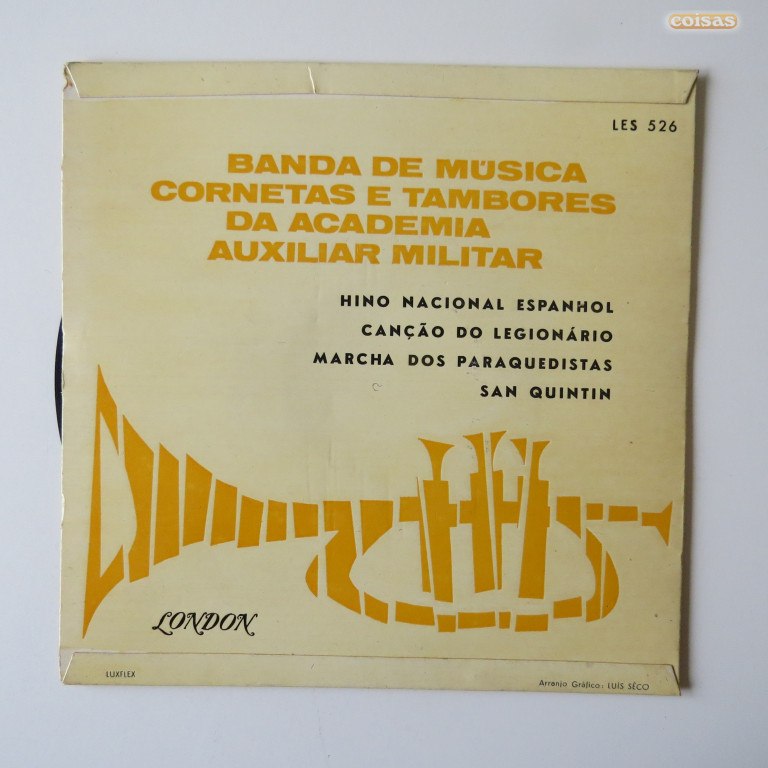 coisas
LES 526
BANDA DE MÚSICA
CORNETAS E TAMBORES
DA ACADEMIA
AUXILIAR MILITAR
HINO NACIONAL ESPANHOL
CANÇÃO DO LEGIONÁRIO
MARCHA DOS PARAQUEDISTAS
SAN QUINTIN
LONDON
LUXFLEX
Arranjo Gráfico: LUÍS SÊCO